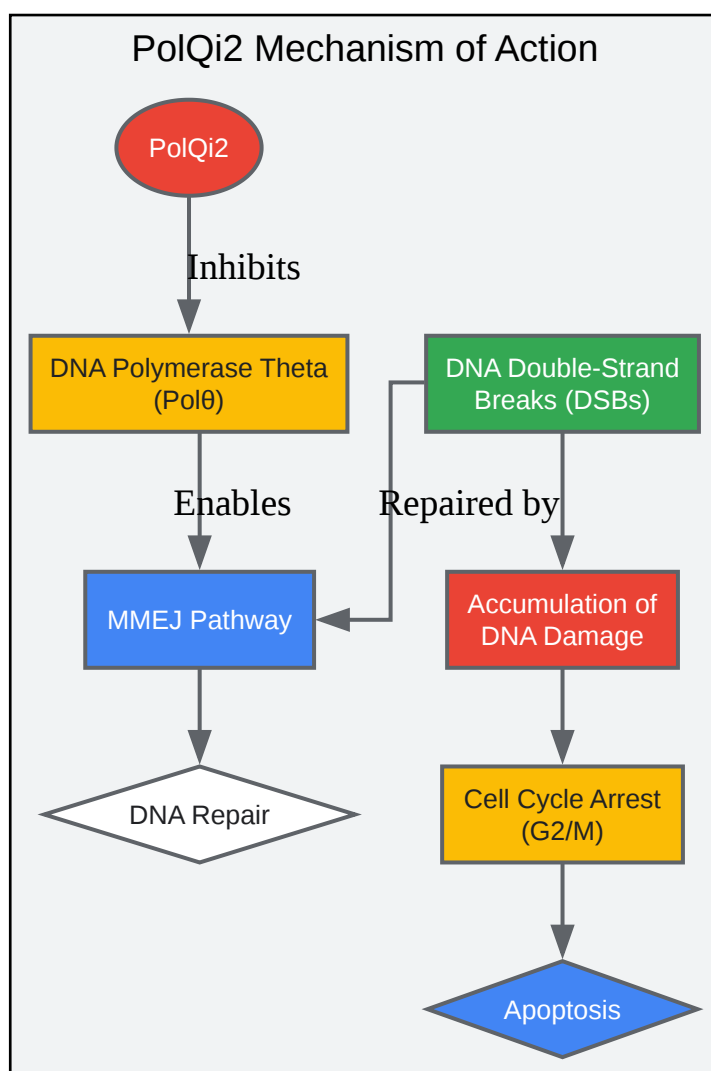 PolQi2 Mechanism of Action
PolQi2
Inhibits
DNA Polymerase Theta
(Polθ)
DNA Double-Strand
Breaks (DSBs)
Enables
Repaired by
MMEJ Pathway
Accumulation of
DNA Damage
DNA Repair
Cell Cycle Arrest
(G2/M)
Apoptosis